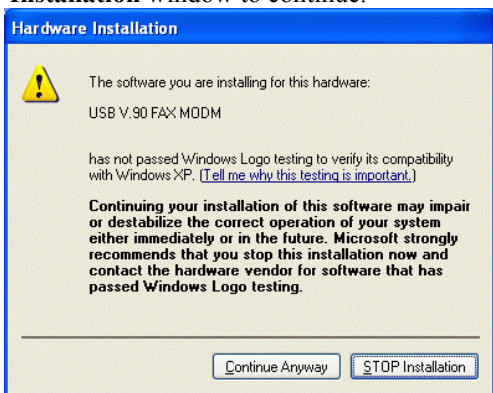 Installation window to continue.
Hardware Installation
The software you are installing for this hardware:
USB V.90 FAX MODM
has not passed Windows Logo testing to verify its compatibility
with Windows XP. (Tell me why this testing is important.)
Continuing your installation of this software may impair
or destabilize the correct operation of your system
either immediately or in the future. Microsoft strongly
recommends that you stop this installation now and
contact the hardware vendor for software that has
passed Windows Logo testing.
Continue Anyway
STOP Installation